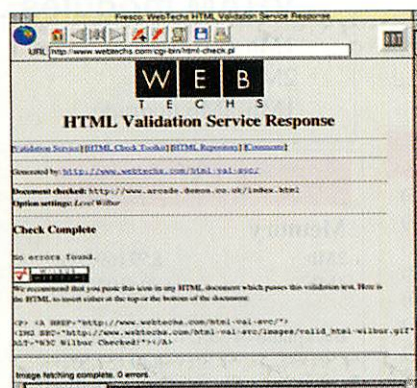 Fresco: WebTechs HTML Validation Service Response
URL http://www.webtechs.com/cgi-bin/html-check.pl
WEB
TECHS
HTML Validation Service Response
[Validation Service] [HTML Check Toolkit] [HTML Repository] [Comments]
Generated by: http://www.webtechs.com/html-val-svc/
Document checked: http://www.arcade.demon.co.uk/index.html
Option settings: Level Wilbur
Check Complete
No errors found.
We recommend that you paste this icon in any HTML document which passes this validation test. Here is
the HTML to insert either at the top or the bottom of the document:
<P> <A HREF="http://www.webtechs.com/html-val-svc/">
<IMG SRC="http://www.webtechs.com/html-val-svc/images/valid_html-wilbur.gif"
ALT="W3C Wilbur Checked!"></A>
Image fetching complete, 0 errors